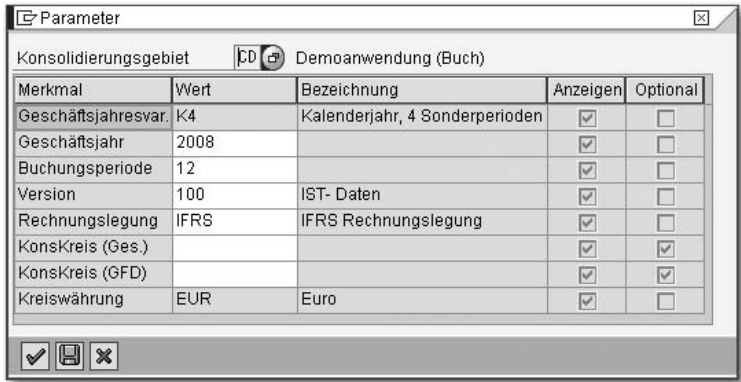 Parameter
Konsolidierungsgebiet CD Demoanwendung (Buch)
Merkmal Wert Bezeichnung Anzeigen Optional
Geschäftsjahresvar. K4 Kalenderjahr, 4 Sonderperioden
Geschäftsjahr 2008
Buchungsperiode 12
Version 100 IST- Daten
Rechnungslegung IFRS IFRS Rechnungslegung
KonsKreis (Ges.)
KonsKreis (GFD)
Kreiswährung EUR Euro